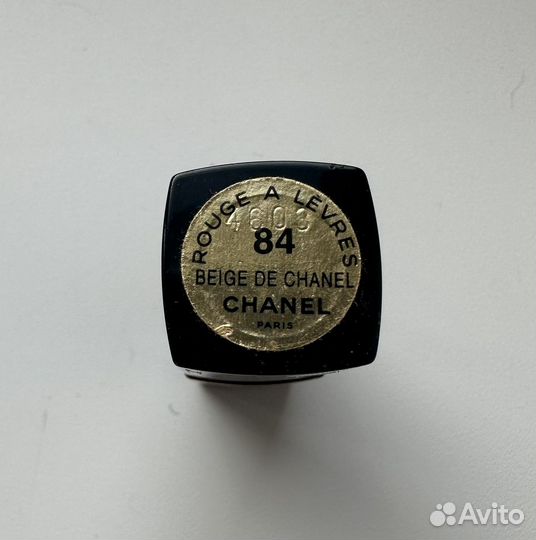 ROUGE A LEVRES
4603
84
BEIGE DE CHANEL
CHANEL
PARIS
Avito